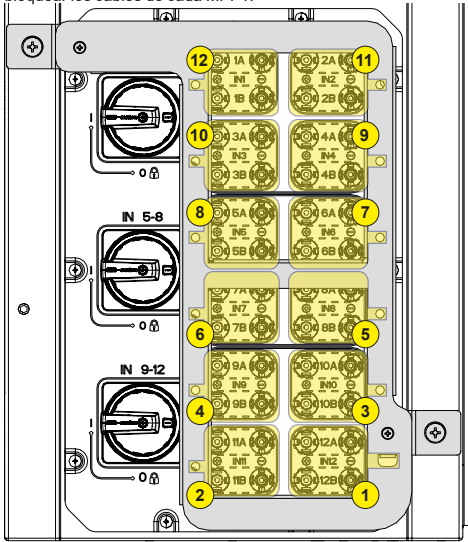 bloquear los cables de cada MPPT.
12 1A 2A 11
IN1 IN2
1B 2B
I
10 3A 4A 9
IN3 IN4
0 3B 4B
8 5A 6A 7
IN 5-8
IN5 IN6
5B 6B
I
7A 8A
IN7 IN8
0 6 7B 8B 5
IN 9-12
9A 10A
IN9 IN10
4 9B 10B 3
I
11A 12A
IN11 IN12
0 11B 12B
2 1